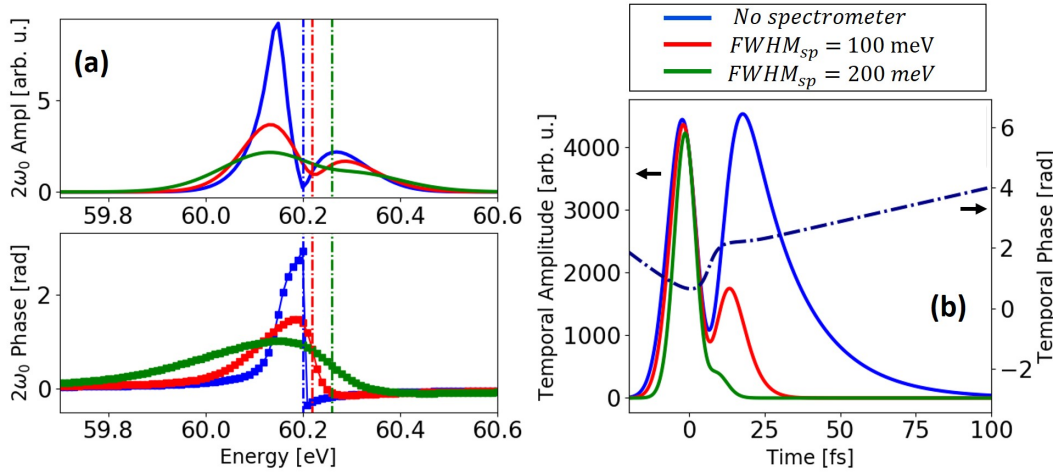 (a)
2ω₀ Ampl [arb. u.]
5
0
59.8 60.0 60.2 60.4 60.6
2ω₀ Phase [rad]
2
0
59.8 60.0 60.2 60.4 60.6
Energy [eV]
No spectrometer
FWHMₛₚ = 100 meV
FWHMₛₚ = 200 meV
(b)
Temporal Amplitude [arb. u.]
4000
3000
2000
1000
0
0 25 50 75 100
Time [fs]
6
4
2
0
−2
Temporal Phase [rad]